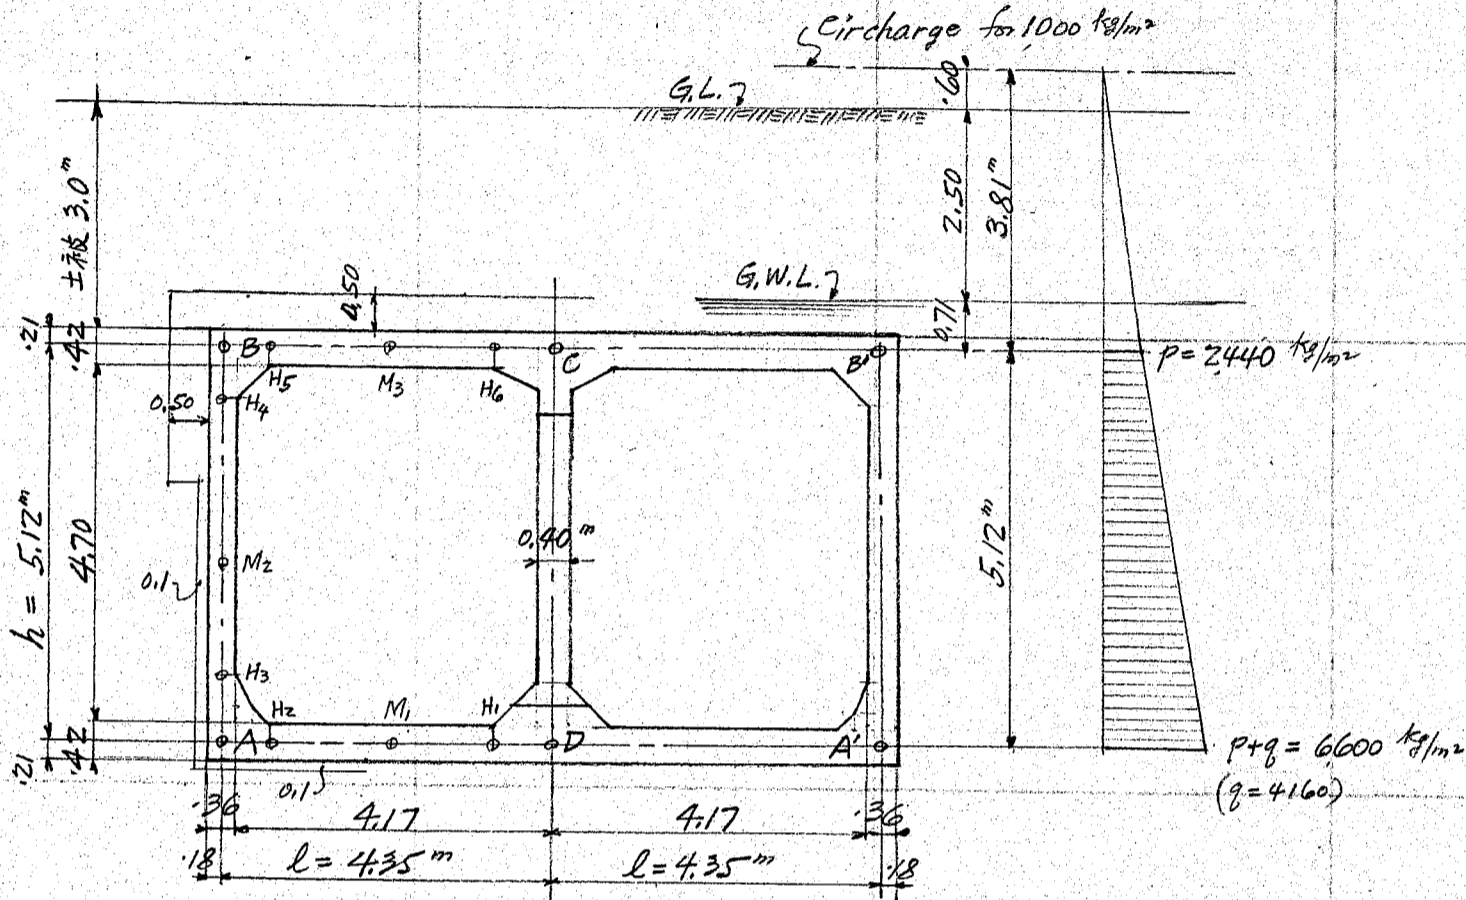 Circharge for 1000 kg/m²
G.L.
.60
土被 3.0ᵐ
2.50
3.81ᵐ
G.W.L.
0.50
0.71
.21
.42
B
C
B'
p = 2440 kg/m²
H5
M3
H6
0.50
H4
h = 5.12ᵐ
4.70
0.40 ᵐ
5.12ᵐ
M2
0.1
H3
H2
M1
H1
.42
.21
A
D
A'
p+q = 6600 kg/m²
(q=4160)
0.1
.36
4.17
4.17
.36
.18
l = 4.35ᵐ
l = 4.35ᵐ
.18